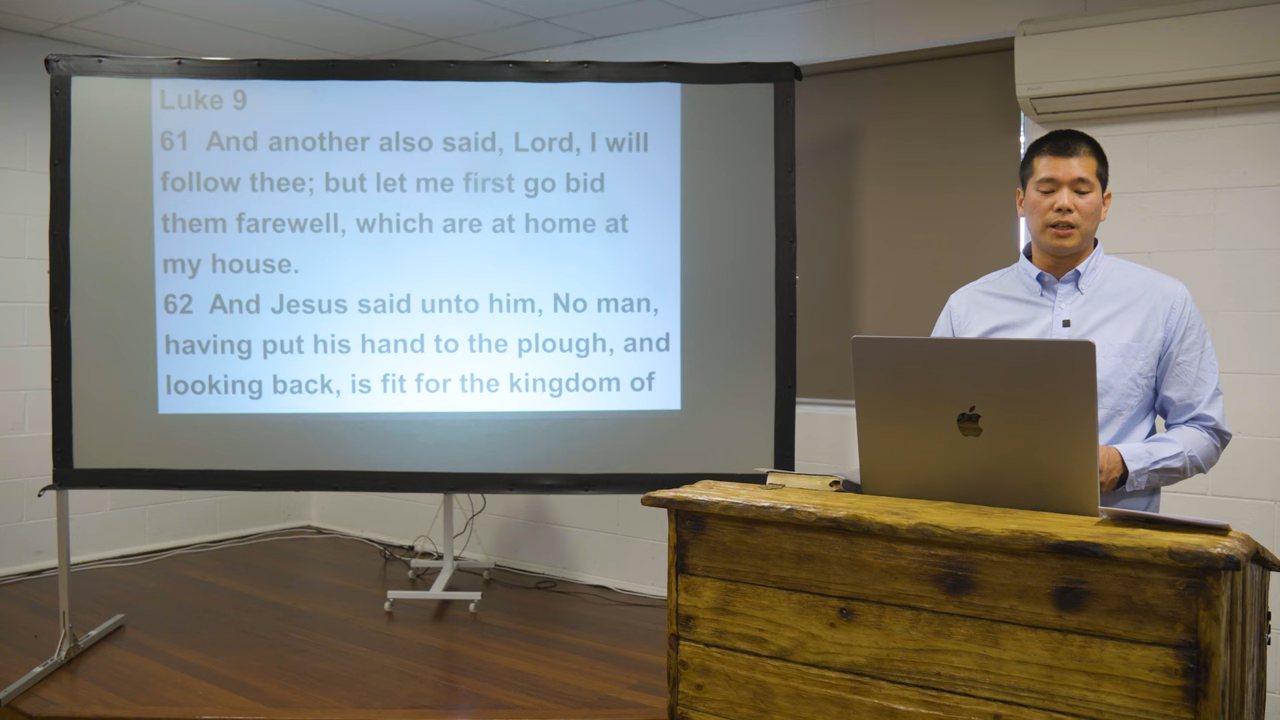 Luke 9
61 And another also said, Lord, I will
follow thee; but let me first go bid
them farewell, which are at home at
my house.
62 And Jesus said unto him, No man,
having put his hand to the plough, and
looking back, is fit for the kingdom of